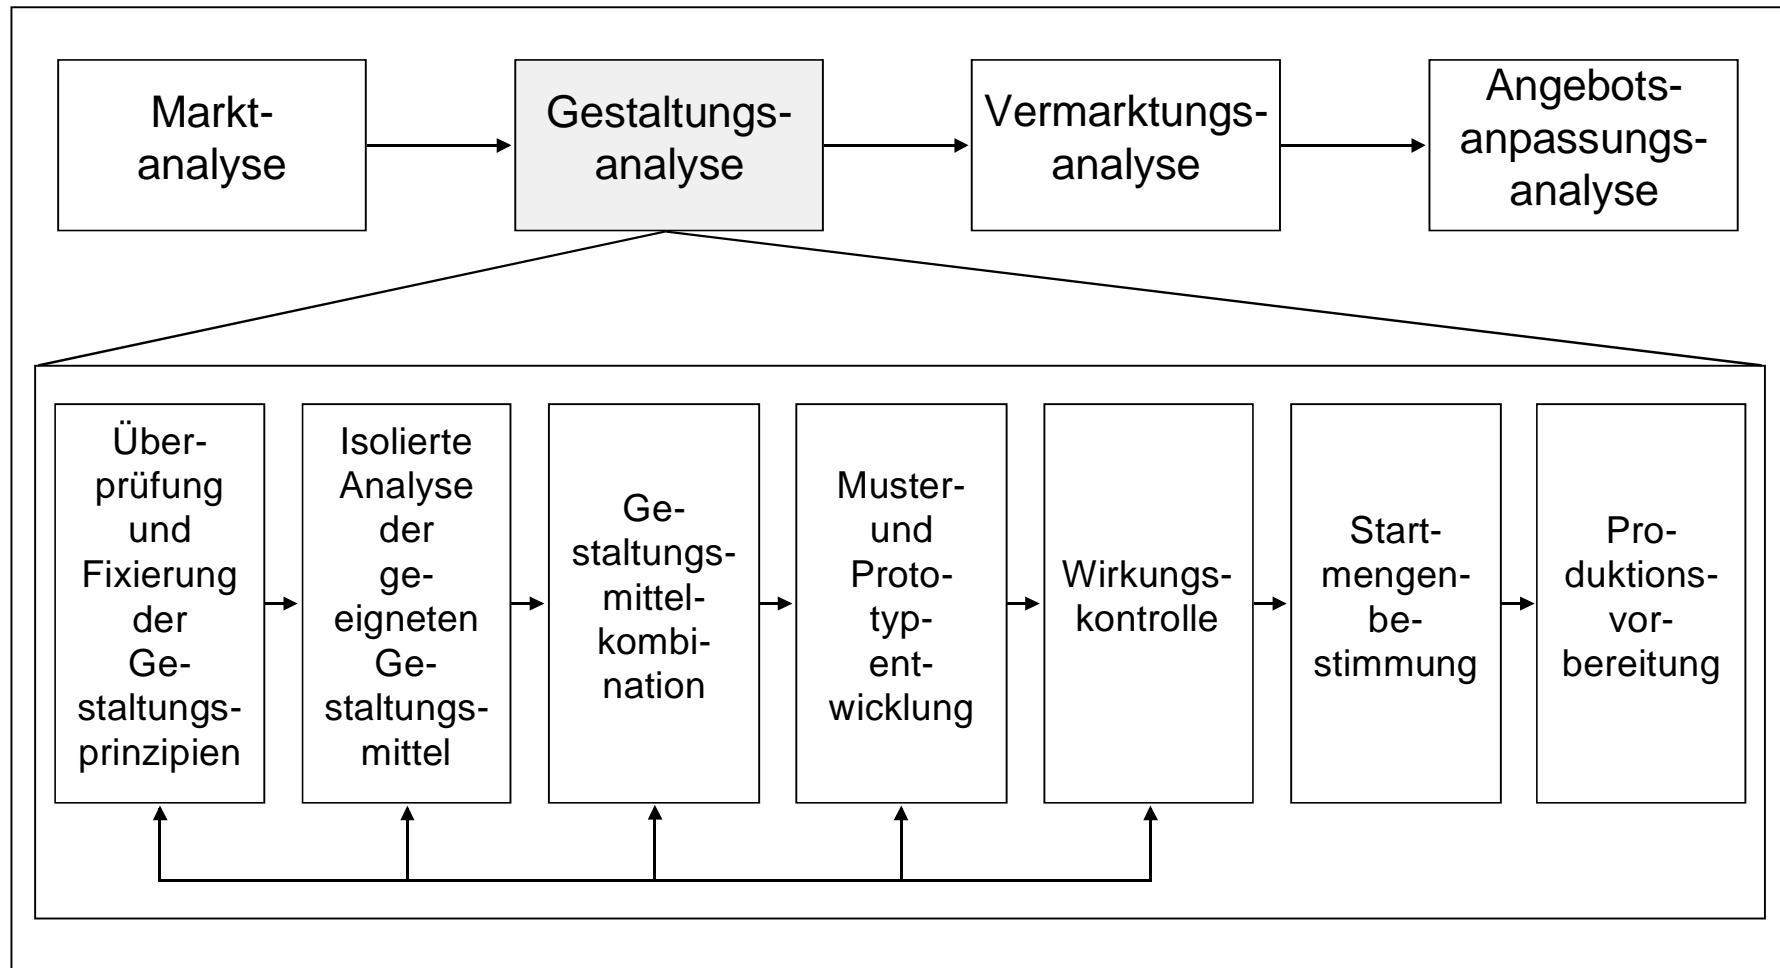 Markt-
analyse
Gestaltungs-
analyse
Vermarktungs-
analyse
Angebots-
anpassungs-
analyse
Über-
prüfung
und
Fixierung
der
Ge-
staltungs-
prinzipien
Isolierte
Analyse
der
ge-
eigneten
Ge-
staltungs-
mittel
Ge-
staltungs-
mittel-
kombi-
nation
Muster-
und
Proto-
typ-
ent-
wicklung
Wirkungs-
kontrolle
Start-
mengen-
be-
stimmung
Pro-
duktions-
vor-
bereitung